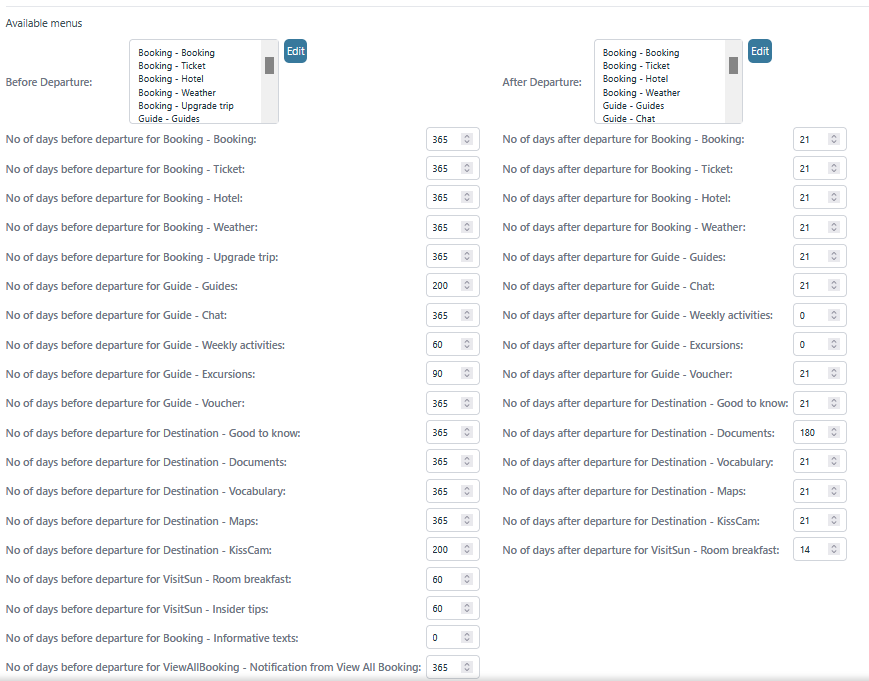 Available menus
Before Departure:
Booking - Booking
Booking - Ticket
Booking - Hotel
Booking - Weather
Booking - Upgrade trip
Guide - Guides
Edit
After Departure:
Booking - Booking
Booking - Ticket
Booking - Hotel
Booking - Weather
Guide - Guides
Guide - Chat
Edit
No of days before departure for Booking - Booking: 365
No of days after departure for Booking - Booking: 21
No of days before departure for Booking - Ticket: 365
No of days after departure for Booking - Ticket: 21
No of days before departure for Booking - Hotel: 365
No of days after departure for Booking - Hotel: 21
No of days before departure for Booking - Weather: 365
No of days after departure for Booking - Weather: 21
No of days before departure for Booking - Upgrade trip: 365
No of days after departure for Guide - Guides: 21
No of days before departure for Guide - Guides: 200
No of days after departure for Guide - Chat: 21
No of days before departure for Guide - Chat: 365
No of days after departure for Guide - Weekly activities: 0
No of days before departure for Guide - Weekly activities: 60
No of days after departure for Guide - Excursions: 0
No of days before departure for Guide - Excursions: 90
No of days after departure for Guide - Voucher: 21
No of days before departure for Guide - Voucher: 365
No of days after departure for Destination - Good to know: 21
No of days before departure for Destination - Good to know: 365
No of days after departure for Destination - Documents: 180
No of days before departure for Destination - Documents: 365
No of days after departure for Destination - Vocabulary: 21
No of days before departure for Destination - Vocabulary: 365
No of days after departure for Destination - Maps: 21
No of days before departure for Destination - Maps: 365
No of days after departure for Destination - KissCam: 21
No of days before departure for Destination - KissCam: 200
No of days after departure for VisitSun - Room breakfast: 14
No of days before departure for VisitSun - Room breakfast: 60
No of days before departure for VisitSun - Insider tips: 60
No of days before departure for Booking - Informative texts: 0
No of days before departure for ViewAllBooking - Notification from View All Booking: 365